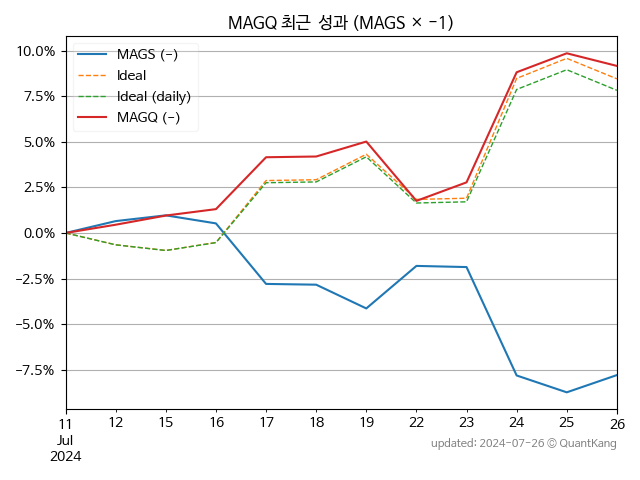 MAGQ 최근 성과 (MAGS × −1)
MAGS (-)
Ideal
Ideal (daily)
MAGQ (-)
10.0%
7.5%
5.0%
2.5%
0.0%
−2.5%
−5.0%
−7.5%
11 12 15 16 17 18 19 22 23 24 25 26
Jul
2024
updated: 2024-07-26 © QuantKang